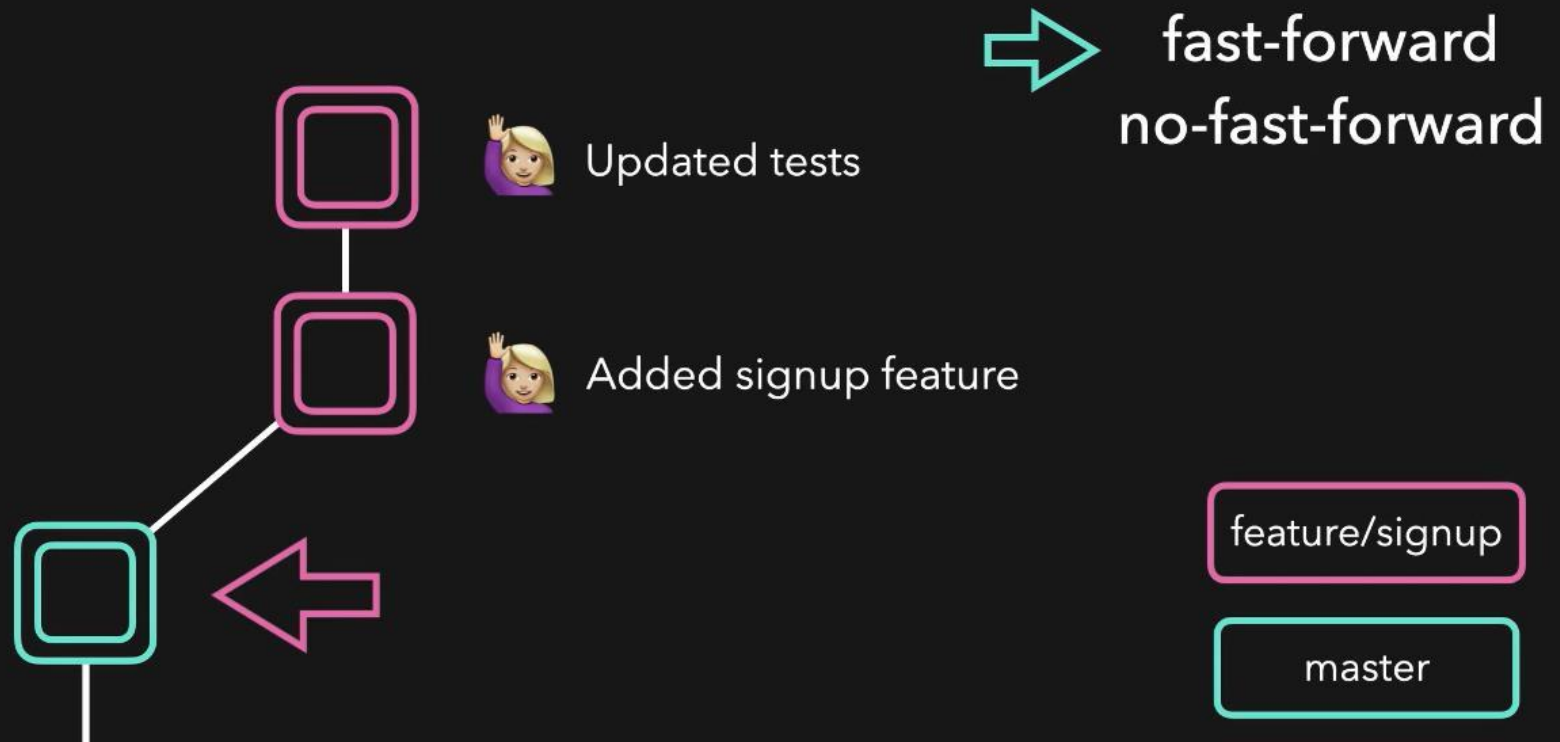 fast-forward
no-fast-forward
Updated tests
Added signup feature
feature/signup
master